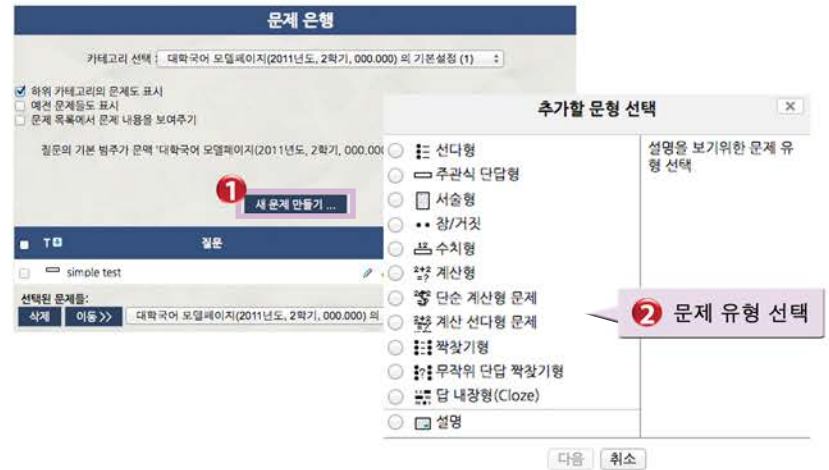 문제 은행
카테고리 선택 : 대학국어 모델페이지(2011년도, 2학기, 000.000) 의 기본설정 (1)
하위 카테고리의 문제도 표시
예전 문제들도 표시
문제 목록에서 문제 내용을 보여주기
질문의 기본 범주가 문맥 '대학국어 모델페이지(2011년도, 2학기, 000.00
1
새 문제 만들기 ...
T
질문
simple test
선택된 문제들:
삭제
이동 >>
대학국어 모델페이지(2011년도, 2학기, 000.000) 의
추가할 문형 선택
x
선다형
주관식 단답형
서술형
참/거짓
수치형
계산형
단순 계산형 문제
계산 선다형 문제
짝찾기형
무작위 단답 짝찾기형
답 내장형(Cloze)
설명
설명을 보기위한 문제 유
형 선택
2 문제 유형 선택
다음
취소